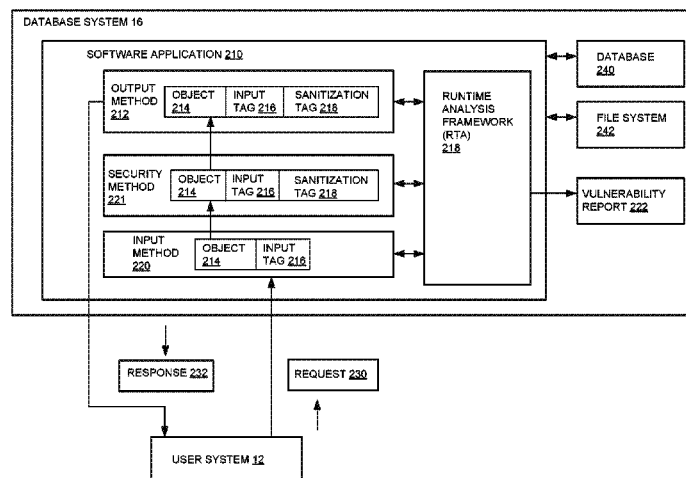 DATABASE SYSTEM 16
SOFTWARE APPLICATION 210
OUTPUT METHOD 212
OBJECT 214
INPUT TAG 216
SANITIZATION TAG 218
SECURITY METHOD 221
OBJECT 214
INPUT TAG 216
SANITIZATION TAG 218
INPUT METHOD 220
OBJECT 214
INPUT TAG 216
RUNTIME
ANALYSIS
FRAMEWORK
(RTA)
218
DATABASE
240
FILE SYSTEM
242
VULNERABILITY
REPORT 222
RESPONSE 232
REQUEST 230
USER SYSTEM 12